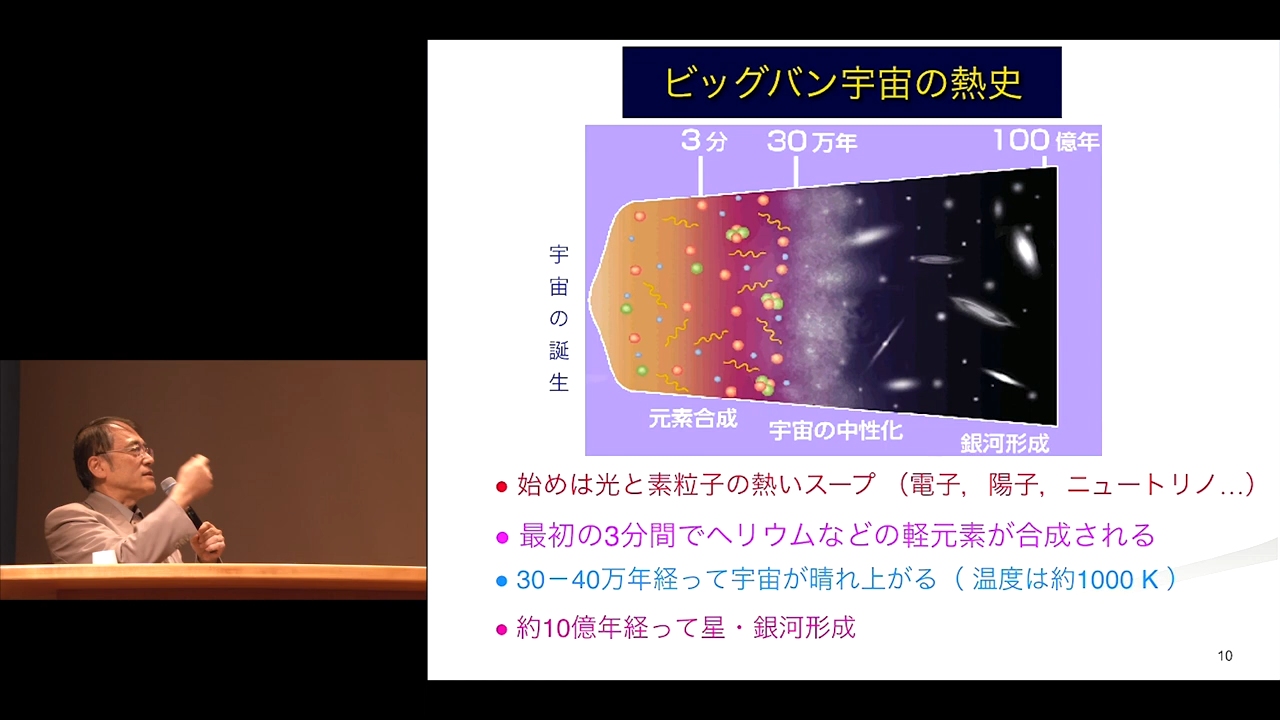 ビッグバン宇宙の熱史
3分 30万年 100億年
宇宙の誕生
元素合成
宇宙の中性化
銀河形成
• 始めは光と素粒子の熱いスープ (電子, 陽子, ニュートリノ…)
• 最初の3分間でヘリウムなどの軽元素が合成される
• 30−40万年経って宇宙が晴れ上がる ( 温度は約1000 K )
• 約10億年経って星・銀河形成
10